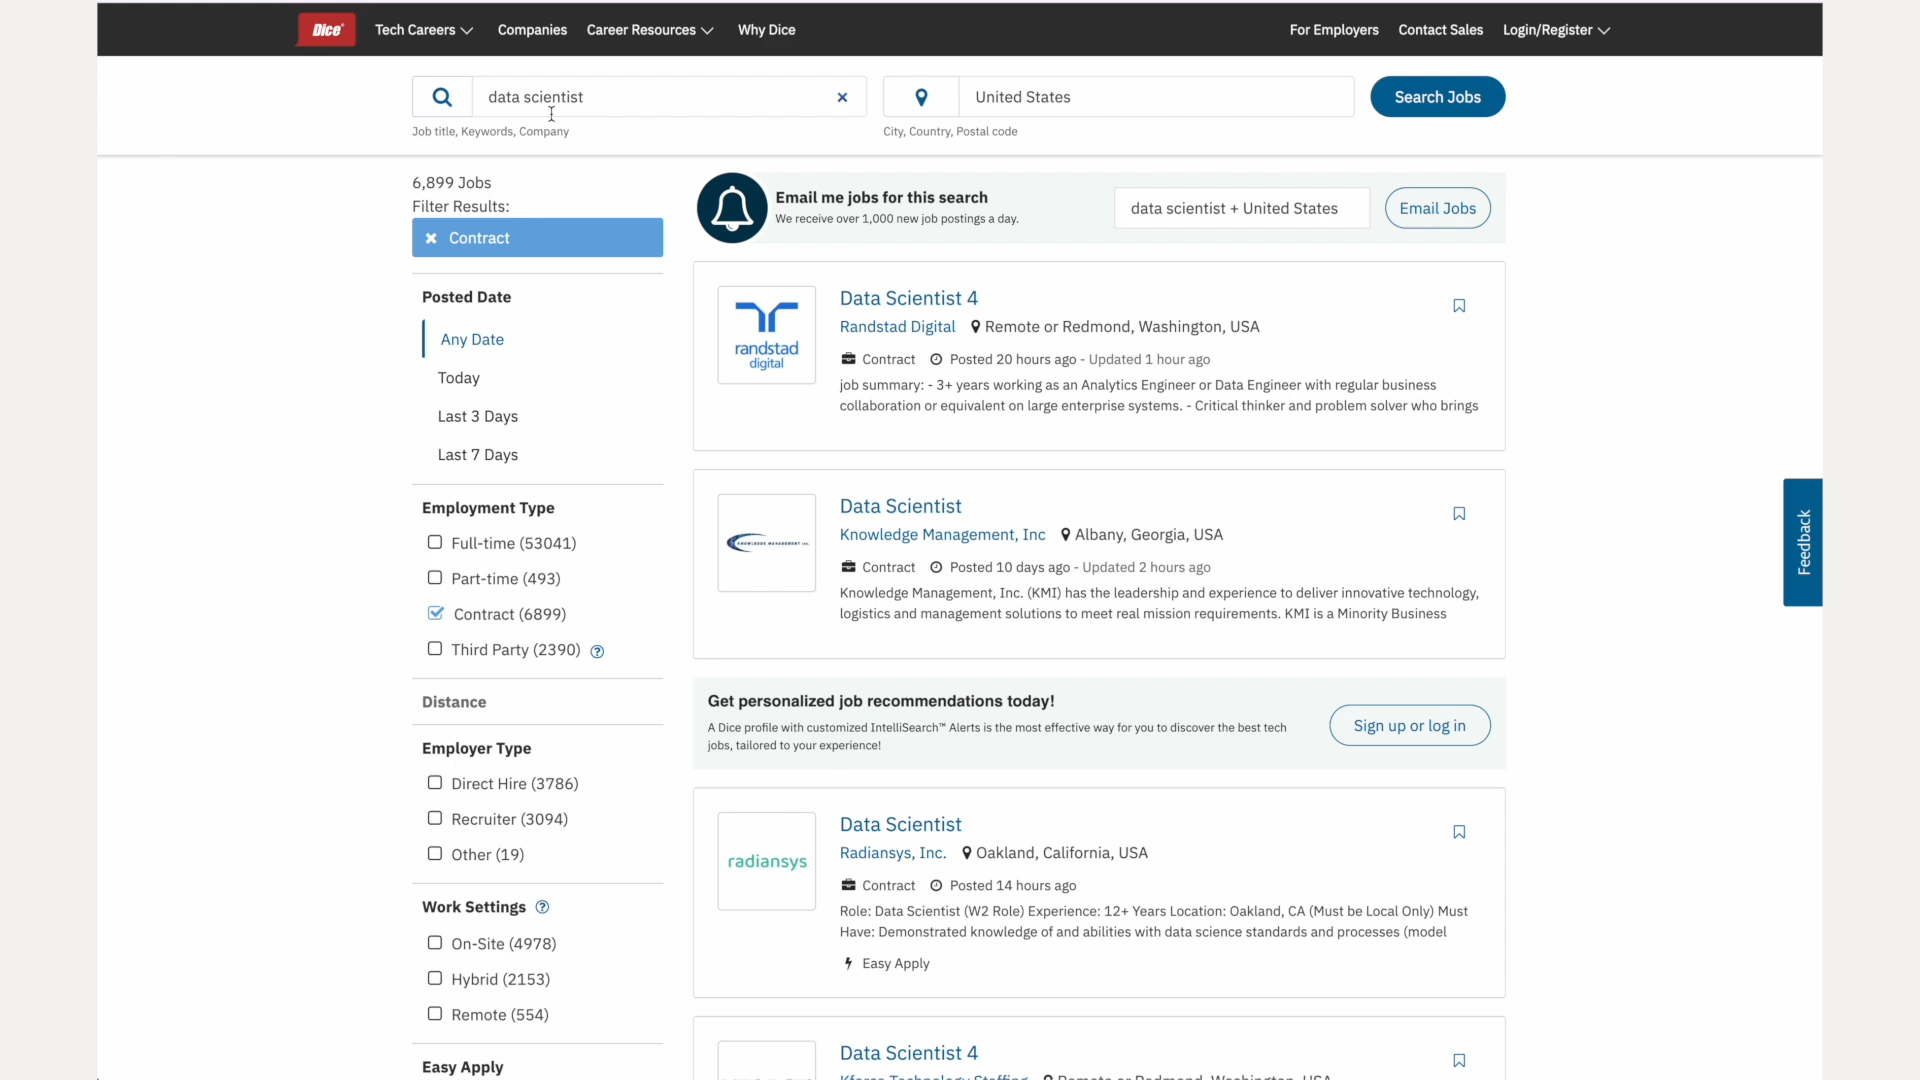 Dice
Tech Careers
Companies
Career Resources
Why Dice
For Employers
Contact Sales
Login/Register
data scientist
United States
Search Jobs
Job title, Keywords, Company
City, Country, Postal code
6,899 Jobs
Filter Results:
Contract
Posted Date
Any Date
Today
Last 3 Days
Last 7 Days
Employment Type
Full-time (53041)
Part-time (493)
Contract (6899)
Third Party (2390)
Distance
Employer Type
Direct Hire (3786)
Recruiter (3094)
Other (19)
Work Settings
On-Site (4978)
Hybrid (2153)
Remote (554)
Easy Apply
Email me jobs for this search
We receive over 1,000 new job postings a day.
data scientist + United States
Email Jobs
randstad
digital
Data Scientist 4
Randstad Digital Remote or Redmond, Washington, USA
Contract Posted 20 hours ago - Updated 1 hour ago
job summary: - 3+ years working as an Analytics Engineer or Data Engineer with regular business
collaboration or equivalent on large enterprise systems. - Critical thinker and problem solver who brings
KNOWLEDGE MANAGEMENT, INC.
Data Scientist
Knowledge Management, Inc Albany, Georgia, USA
Contract Posted 10 days ago - Updated 2 hours ago
Knowledge Management, Inc. (KMI) has the leadership and experience to deliver innovative technology,
logistics and management solutions to meet real mission requirements. KMI is a Minority Business
Get personalized job recommendations today!
A Dice profile with customized IntelliSearch™ Alerts is the most effective way for you to discover the best tech
jobs, tailored to your experience!
Sign up or log in
radiansys
Data Scientist
Radiansys, Inc. Oakland, California, USA
Contract Posted 14 hours ago
Role: Data Scientist (W2 Role) Experience: 12+ Years Location: Oakland, CA (Must be Local Only) Must
Have: Demonstrated knowledge of and abilities with data science standards and processes (model
Easy Apply
Data Scientist 4
Kforce Technology Staffing Remote or Redmond, Washington, USA
Feedback